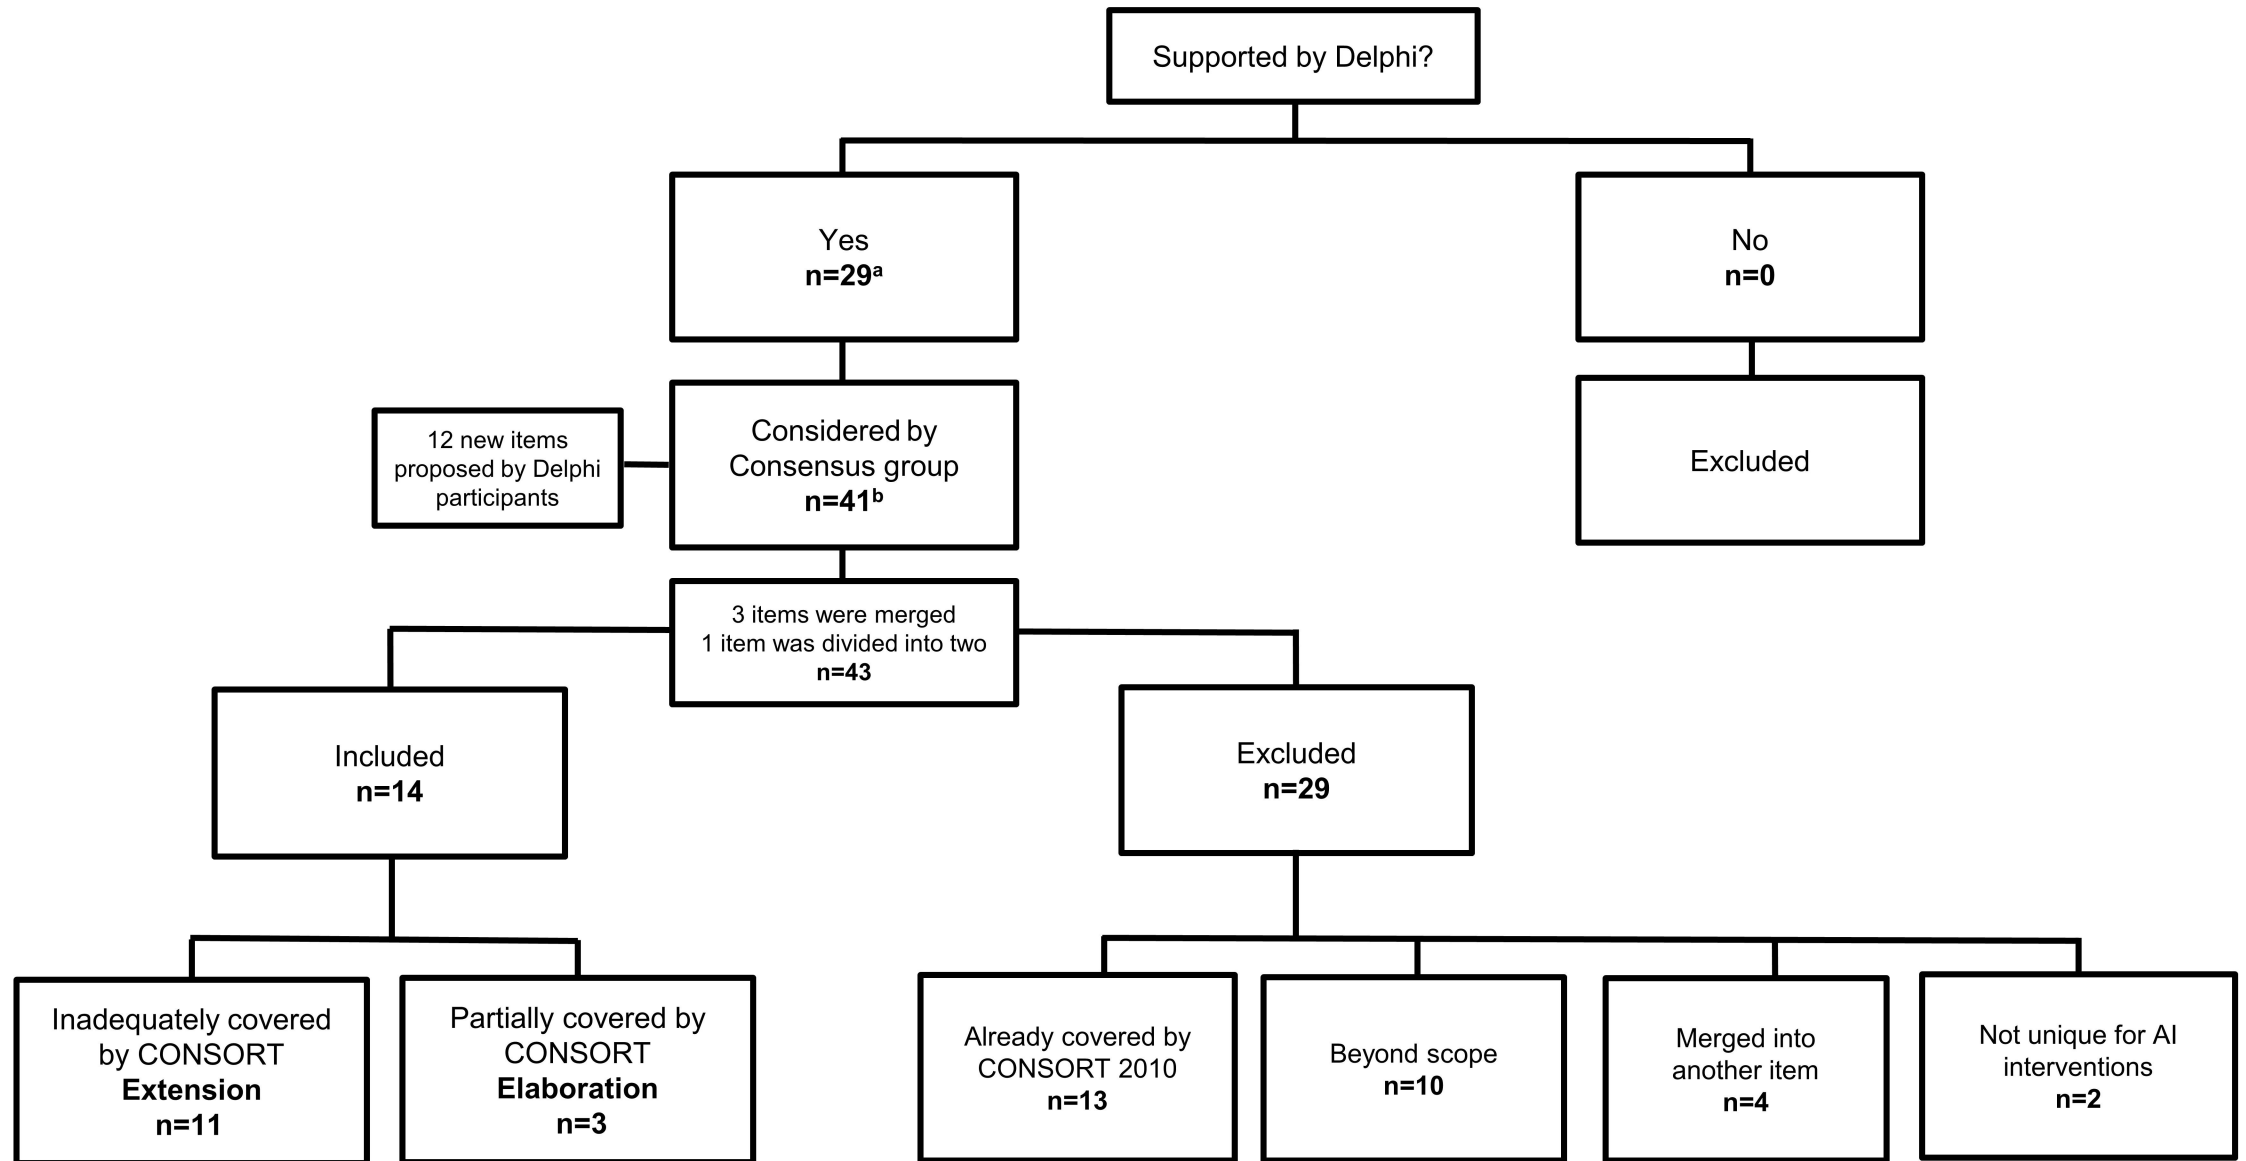 Supported by Delphi?
Yes
n=29ᵃ
No
n=0
12 new items
proposed by Delphi
participants
Considered by
Consensus group
n=41ᵇ
Excluded
3 items were merged
1 item was divided into two
n=43
Included
n=14
Excluded
n=29
Inadequately covered
by CONSORT
Extension
n=11
Partially covered by
CONSORT
Elaboration
n=3
Already covered by
CONSORT 2010
n=13
Beyond scope
n=10
Merged into
another item
n=4
Not unique for AI
interventions
n=2